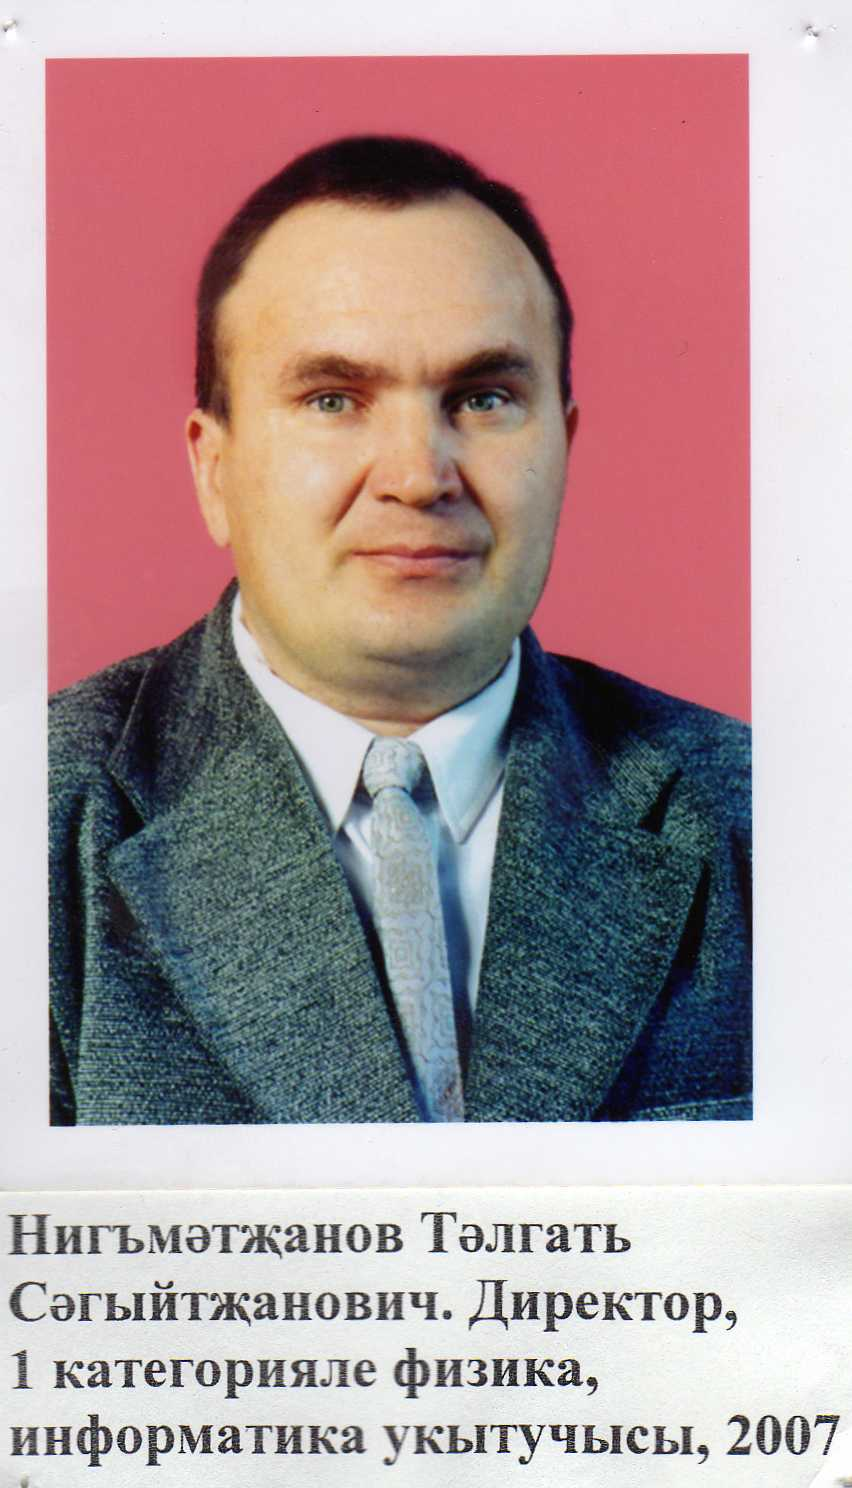 Нигъмәтҗанов Тәлгать
Сәгыйтҗанович. Директор,
1 категорияле физика,
информатика укытучысы, 2007